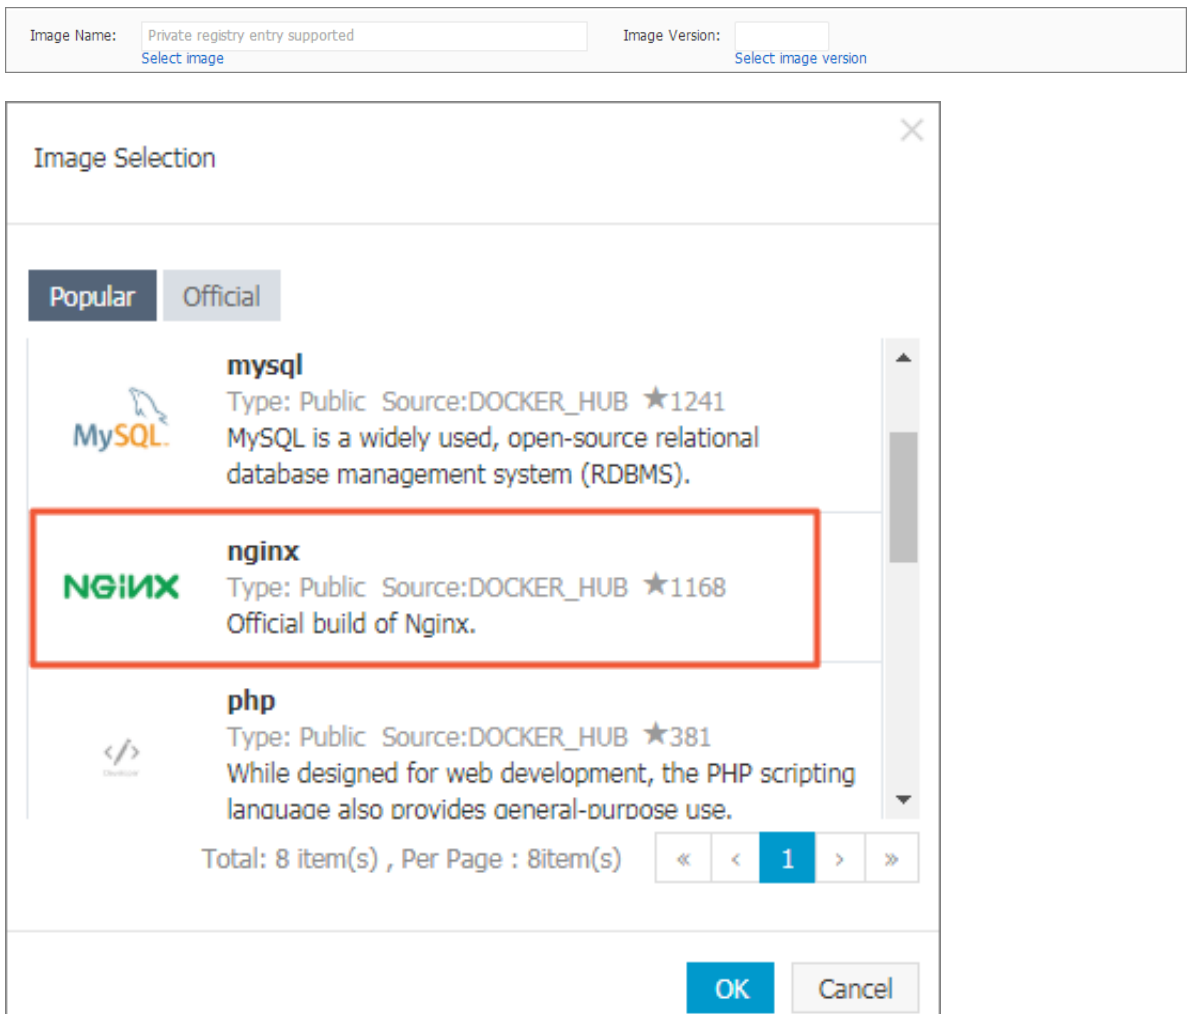 Image Name: Private registry entry supported Image Version:
Select image Select image version
Image Selection
Popular Official
mysql
Type: Public Source:DOCKER_HUB ★1241
MySQL is a widely used, open-source relational
database management system (RDBMS).
MySQL
nginx
Type: Public Source:DOCKER_HUB ★1168
Official build of Nginx.
NGiNX
php
Type: Public Source:DOCKER_HUB ★381
While designed for web development, the PHP scripting
language also provides general-purpose use.
</>
Total: 8 item(s) , Per Page : 8item(s) « ‹ 1 › »
OK Cancel